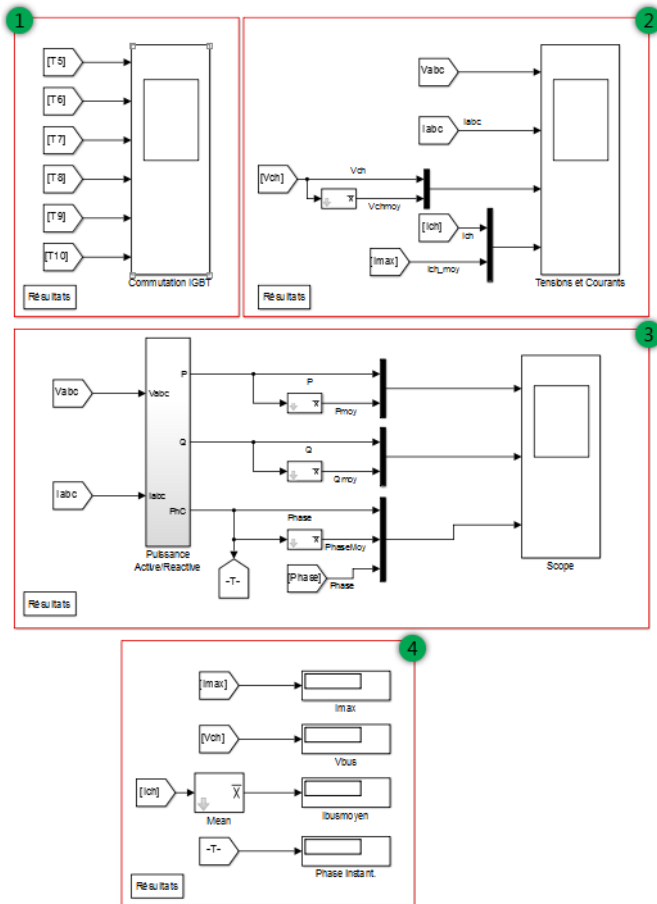 1
[T5]
[T6]
[T7]
[T8]
[T9]
[T10]
Commutation IGBT
Résultats
2
Vabc
Iabc
Iabc
[Vch]
Vch
x
Vchmoy
[Ich]
Ich
[Imax]
Ich_moy
Tensions et Courants
Résultats
3
Vabc
Iabc
Vabc
Iabc
P
Q
PhC
Puissance
Active/Reactive
P
x
Pmoy
Q
x
Qmoy
Phase
x
PhaseMoy
-T-
[Phase]
Phase
Scope
Résultats
4
[Imax]
Imax
[Vch]
Vbus
[Ich]
X
Mean
Ibusmoyen
-T-
Phase Instant.
Résultats